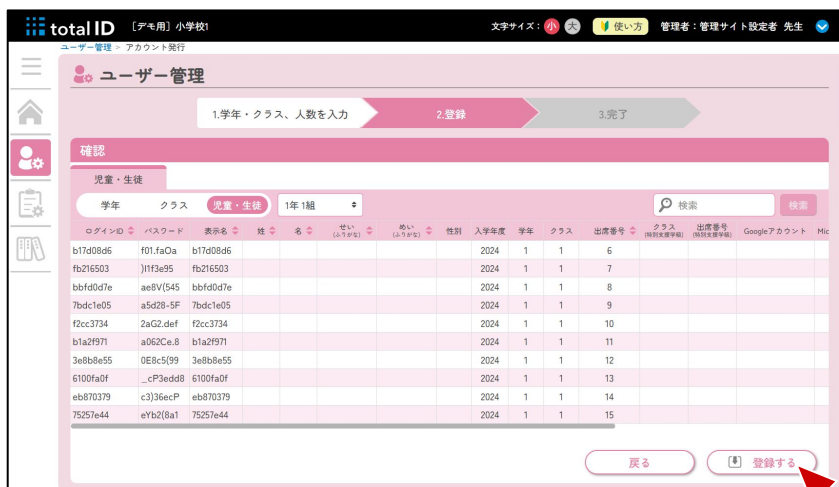 total ID ［デモ用］小学校1 文字サイズ： 小 大 使い方 管理者：管理サイト設定者 先生
ユーザー管理 > アカウント発行
ユーザー管理
1.学年・クラス、人数を入力 2.登録 3.完了
確認
児童・生徒
学年 クラス 児童・生徒 1年 1組 検索 検索
ログインID パスワード 表示名 姓 名 せい(ふりがな) めい(ふりがな) 性別 入学年度 学年 クラス 出席番号 クラス(特別支援学級) 出席番号(特別支援学級) Googleアカウント Mic
b17d08d6 f01.faOa b17d08d6 2024 1 1 6
fb216503 )I1f3e95 fb216503 2024 1 1 7
bbfd0d7e ae8V(545 bbfd0d7e 2024 1 1 8
7bdc1e05 a5d28-5F 7bdc1e05 2024 1 1 9
f2cc3734 2aG2.def f2cc3734 2024 1 1 10
b1a2f971 a062Ce.8 b1a2f971 2024 1 1 11
3e8b8e55 0E8c5(99 3e8b8e55 2024 1 1 12
6100fa0f _cP3edd8 6100fa0f 2024 1 1 13
eb870379 c3)36ecP eb870379 2024 1 1 14
75257e44 eYb2(8a1 75257e44 2024 1 1 15
戻る 登録する